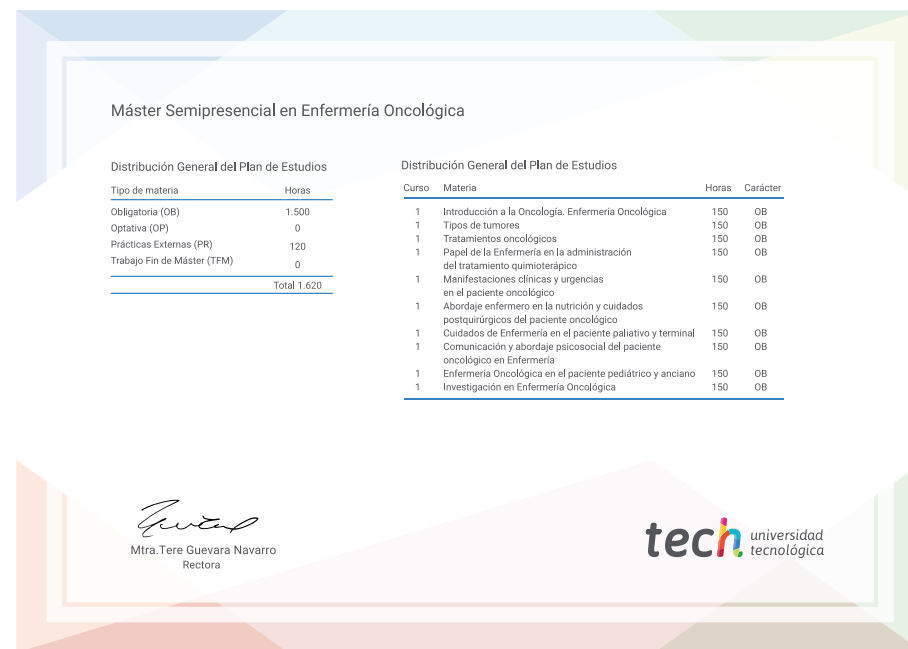 Máster Semipresencial en Enfermería Oncológica
Distribución General del Plan de Estudios
Tipo de materia Horas
Obligatoria (OB) 1.500
Optativa (OP) 0
Prácticas Externas (PR) 120
Trabajo Fin de Máster (TFM) 0
Total 1.620
Distribución General del Plan de Estudios
Curso Materia Horas Carácter
1 Introducción a la Oncología. Enfermería Oncológica 150 OB
1 Tipos de tumores 150 OB
1 Tratamientos oncológicos 150 OB
1 Papel de la Enfermería en la administración 150 OB
del tratamiento quimioterápico
1 Manifestaciones clínicas y urgencias 150 OB
en el paciente oncológico
1 Abordaje enfermero en la nutrición y cuidados 150 OB
postquirúrgicos del paciente oncológico
1 Cuidados de Enfermería en el paciente paliativo y terminal 150 OB
1 Comunicación y abordaje psicosocial del paciente 150 OB
oncológico en Enfermería
1 Enfermería Oncológica en el paciente pediátrico y anciano 150 OB
1 Investigación en Enfermería Oncológica 150 OB
Mtra.Tere Guevara Navarro
Rectora
tech universidad
tecnológica